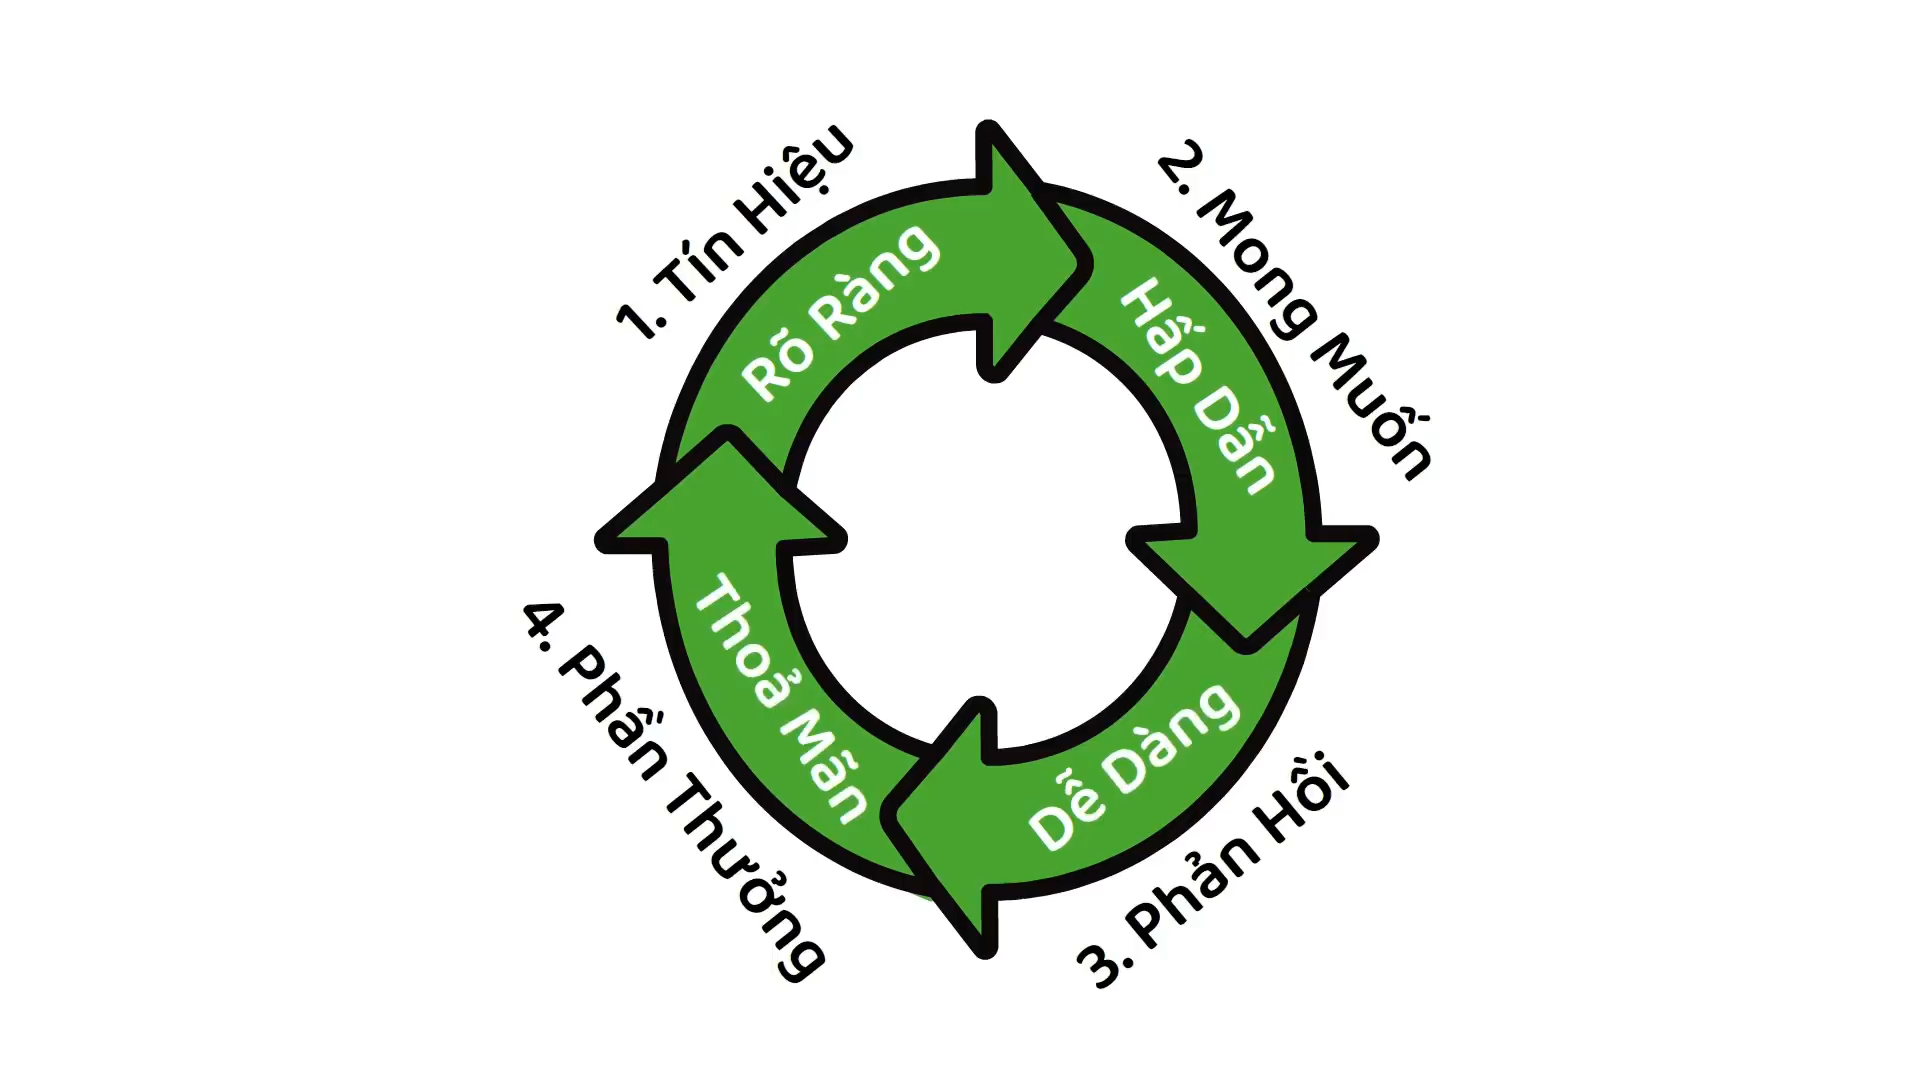 1. Tín Hiệu
Rõ Ràng
2. Mong Muốn
Hấp Dẫn
3. Phản Hồi
Dễ Dàng
4. Phần Thưởng
Thoả Mãn